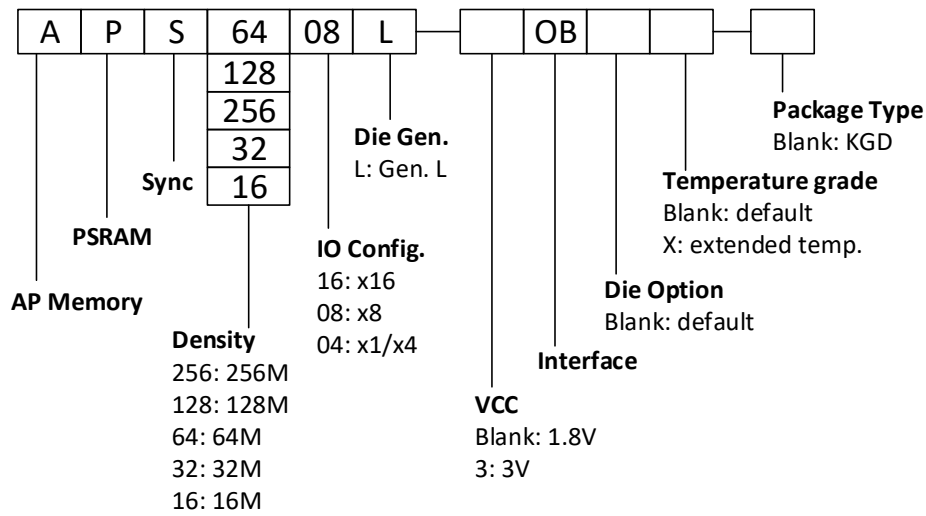 A P S 64 08 L OB
128
256
32
16
Package Type
Blank: KGD
Die Gen.
L: Gen. L
Temperature grade
Blank: default
X: extended temp.
Sync
PSRAM
IO Config.
16: x16
08: x8
04: x1/x4
Die Option
Blank: default
AP Memory
Density
256: 256M
128: 128M
64: 64M
32: 32M
16: 16M
Interface
VCC
Blank: 1.8V
3: 3V